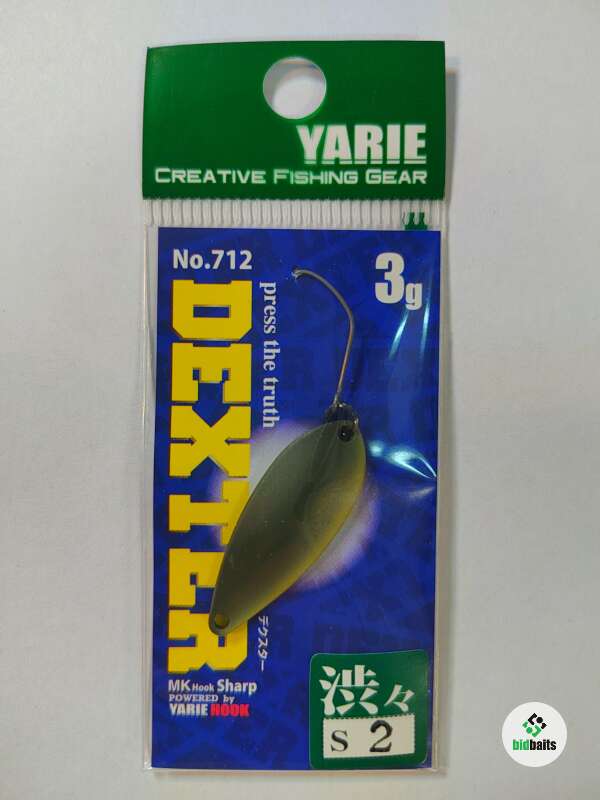 YARIE
CREATIVE FISHING GEAR
No.712
3g
press the truth
DEXTER
デクスター
MK Hook Sharp
POWERED by
YARIE HOOK
渋々
S 2
bidbaits